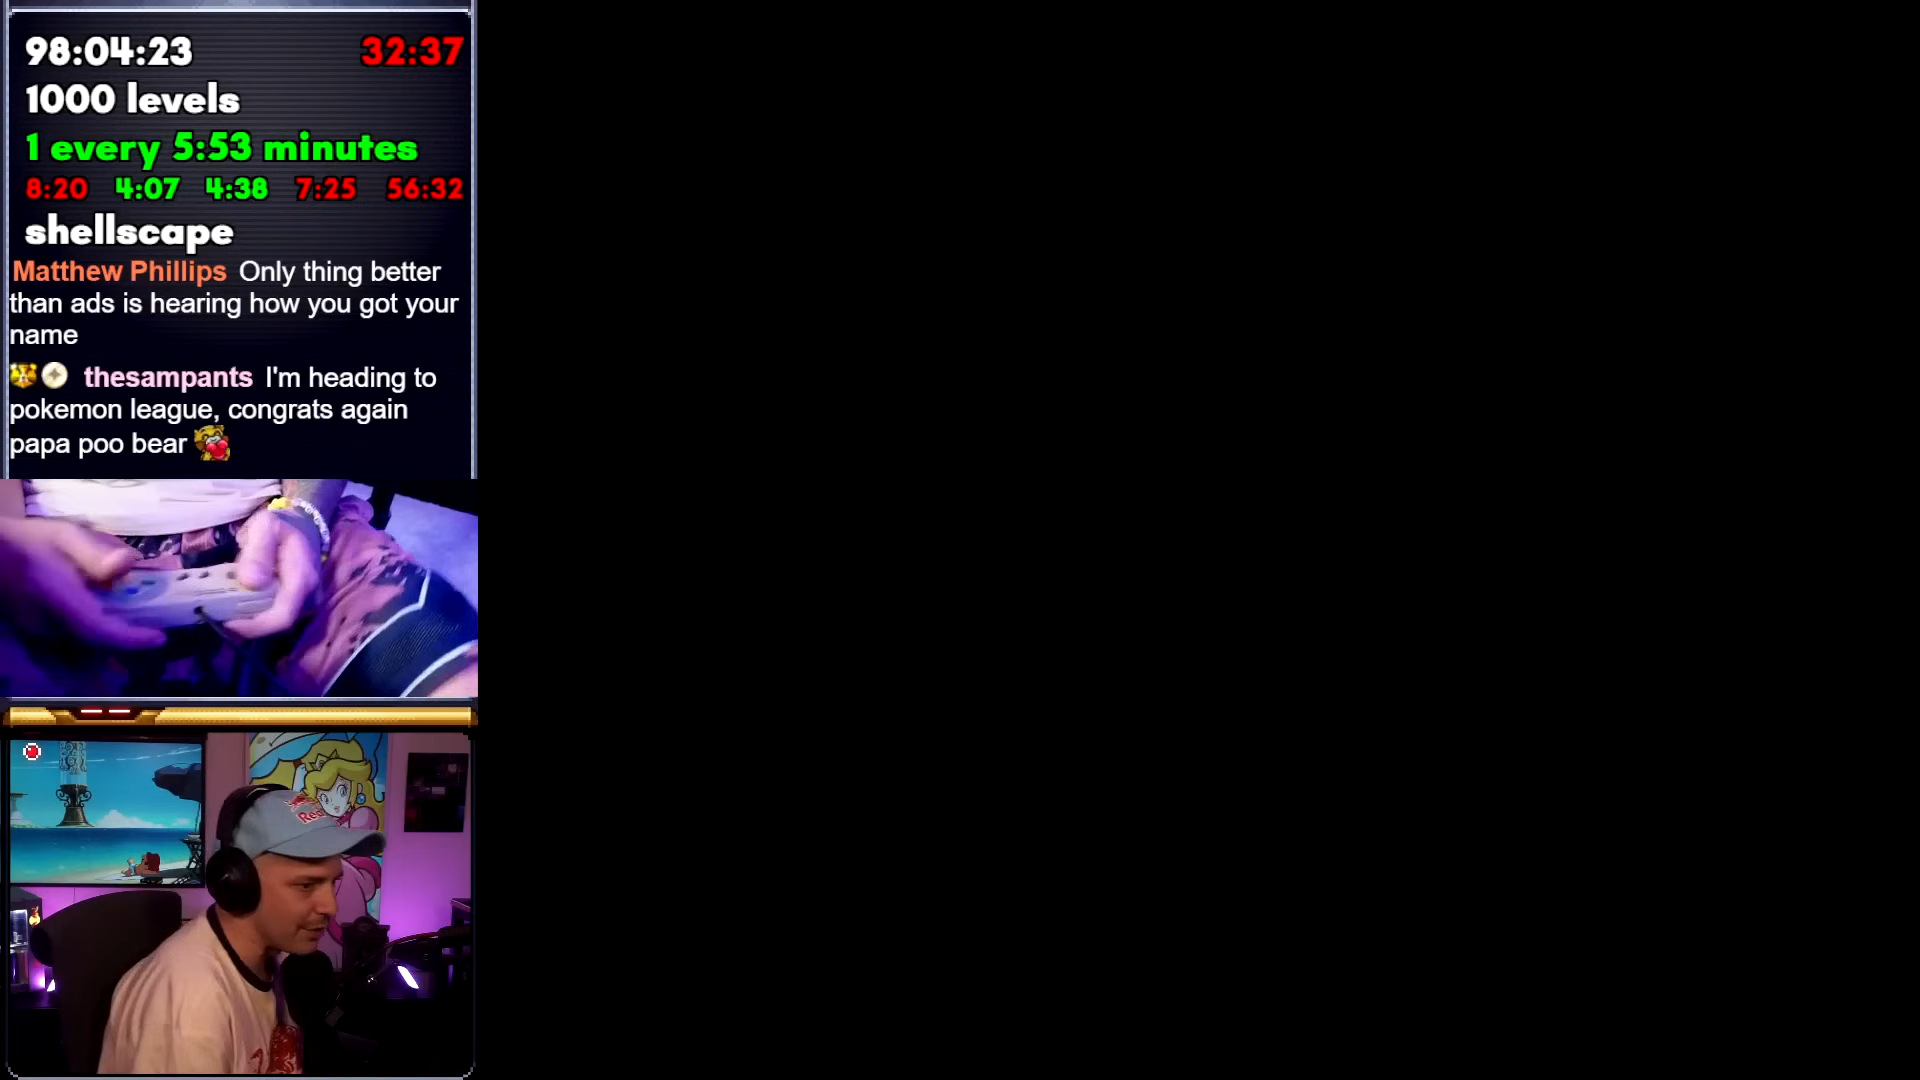 98:04:23 32:37
1000 levels
1 every 5:53 minutes
8:20 4:07 4:38 7:25 56:32
shellscape
Matthew Phillips Only thing better
than ads is hearing how you got your
name
thesampants I'm heading to
pokemon league, congrats again
papa poo bear
Red